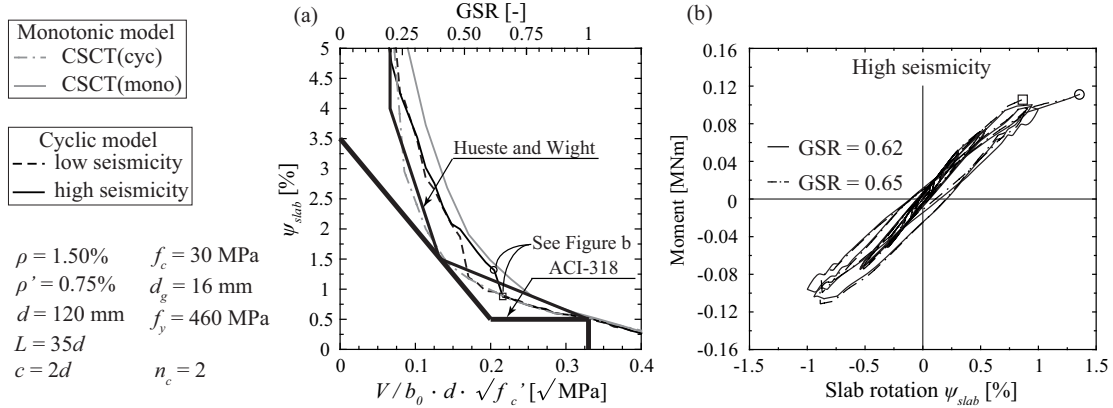 Monotonic model
CSCT(cyc)
CSCT(mono)
Cyclic model
low seismicity
high seismicity
ρ = 1.50% f_c = 30 MPa
ρ' = 0.75% d_g = 16 mm
d = 120 mm f_y = 460 MPa
L = 35d
c = 2d n_c = 2
(a)
GSR [-]
0 0.25 0.5 0.75 1
5
4.5
4
3.5
3
2.5
2
1.5
1
0.5
0
ψ_slab [%]
Hueste and Wight
See Figure b
ACI-318
0 0.1 0.2 0.3 0.4
V / b_0 · d · √f_c' [√MPa]
(b)
High seismicity
0.16
0.12
0.08
0.04
0
-0.04
-0.08
-0.12
-0.16
Moment [MNm]
GSR = 0.62
GSR = 0.65
-1.5 -1 -0.5 0 0.5 1 1.5
Slab rotation ψ_slab [%]